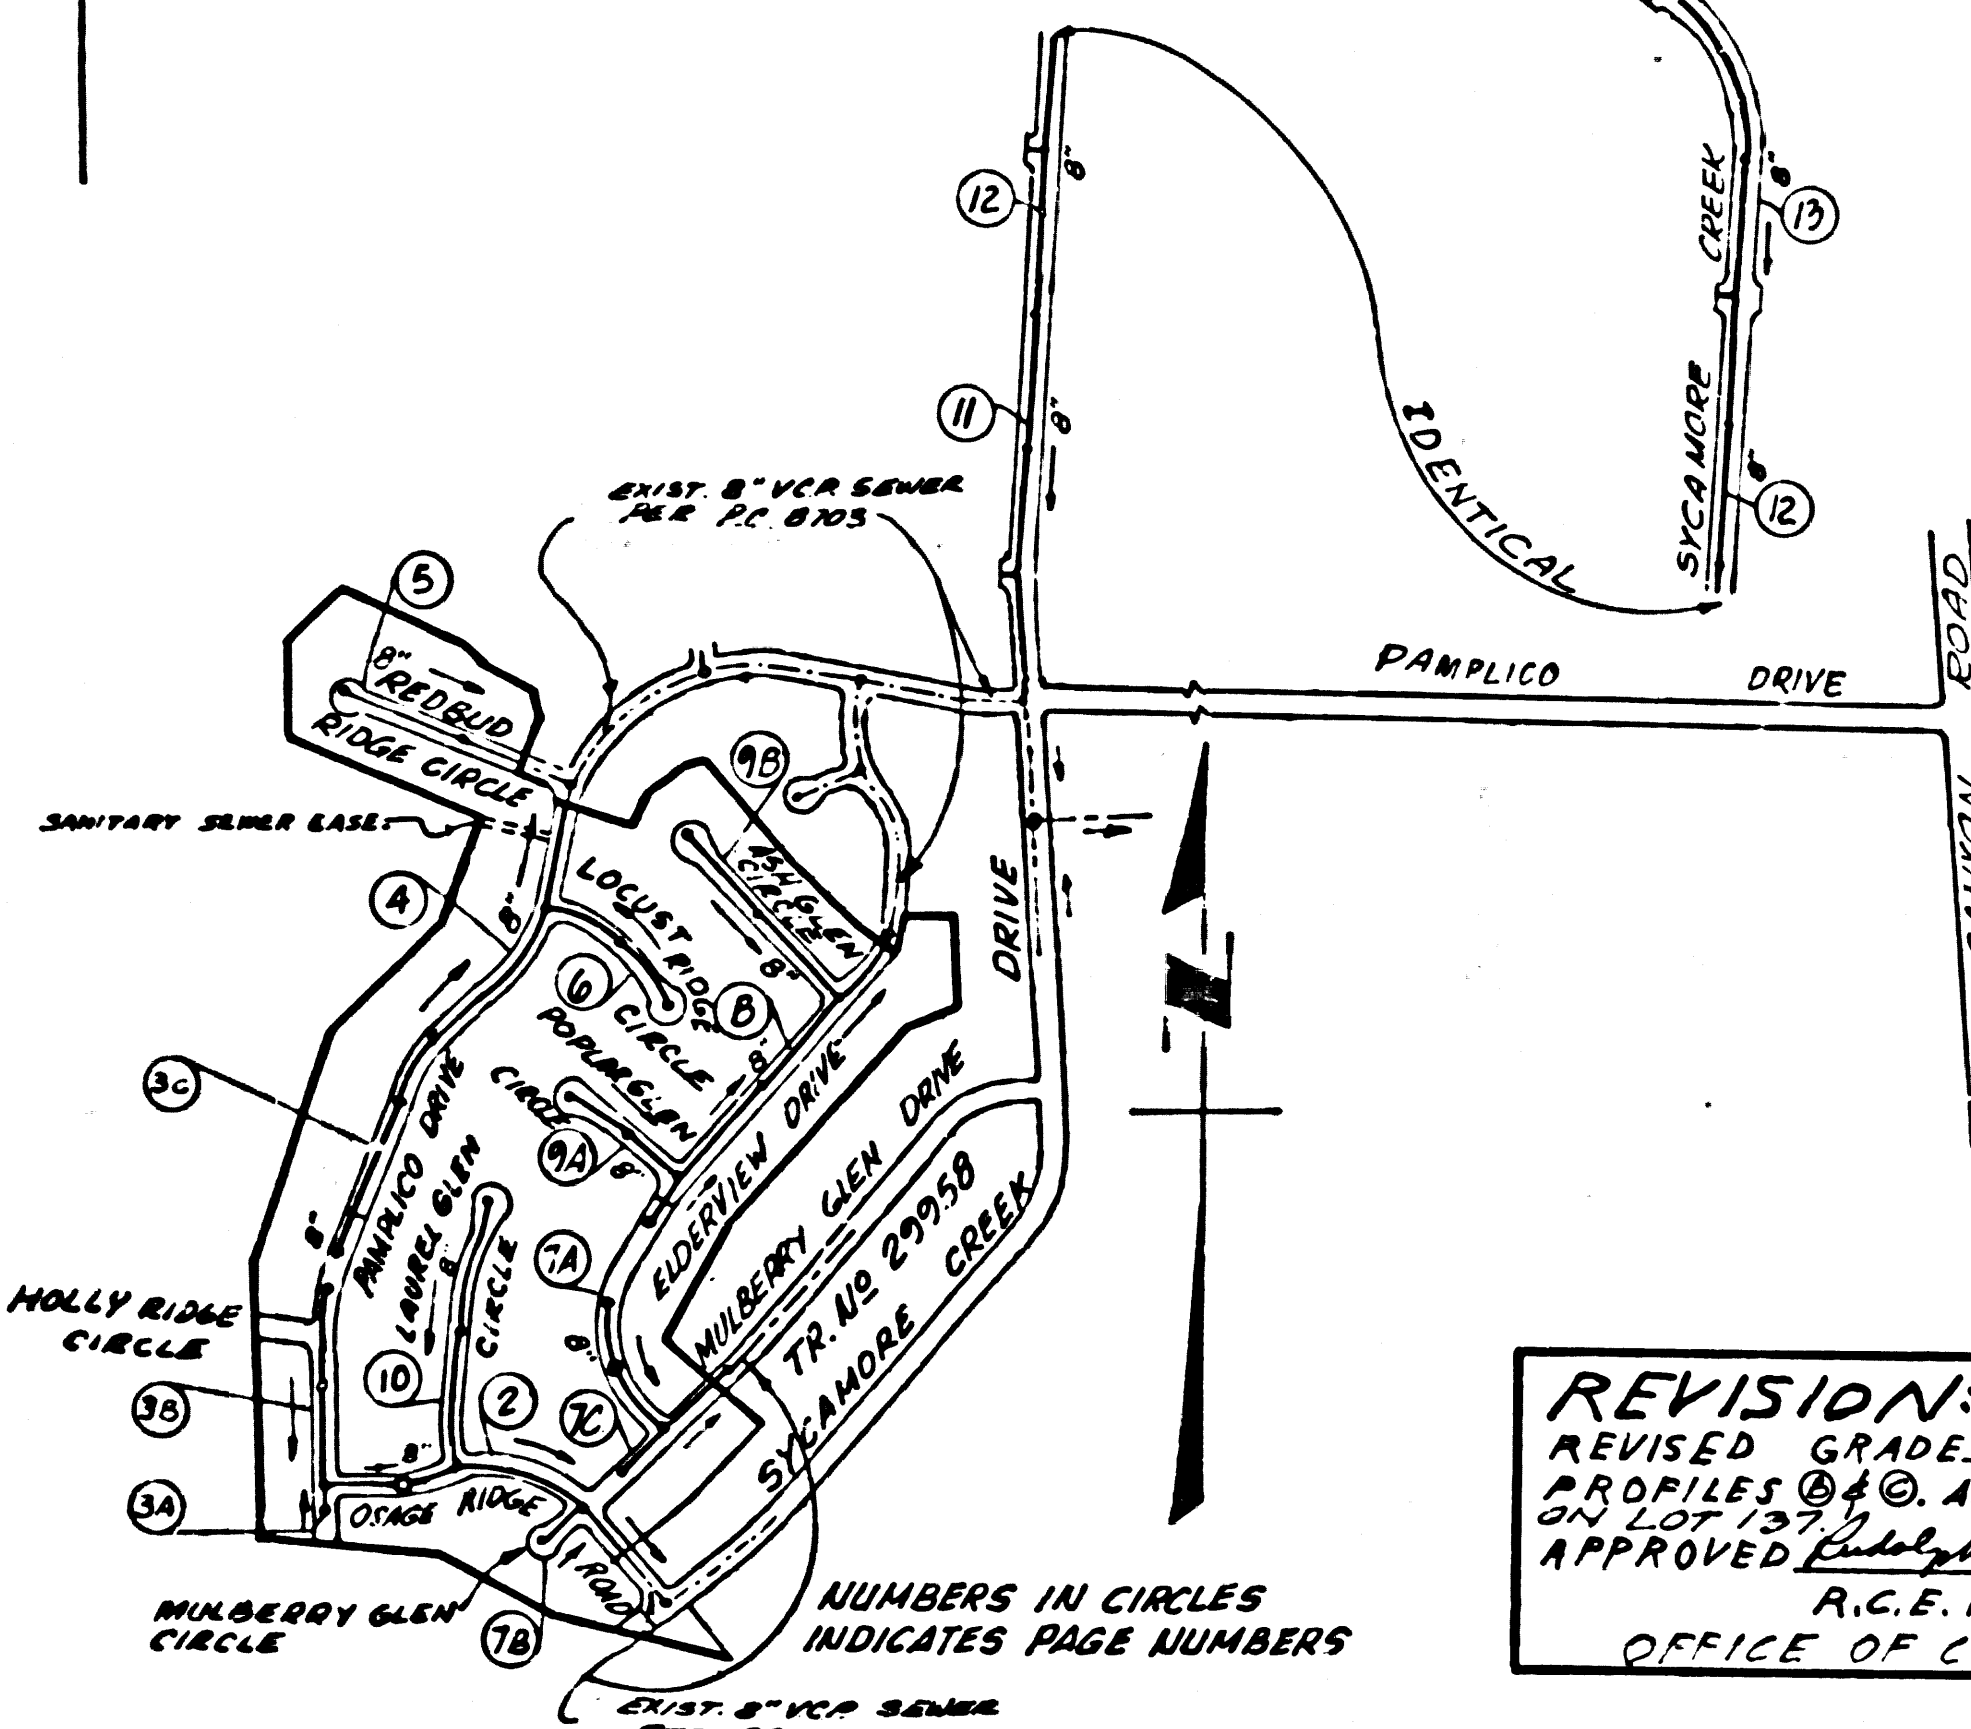 12
8"
CREEK
8"
13
11
8"
IDENTICAL
SYCAMORE
8"
12
EXIST. 8" VCP SEWER
PER P.C. 8703
ROAD
5
8"
REDBUD
RIDGE CIRCLE
PAMPLICO DRIVE
9B
SANITARY SEWER EASE.
ASH GLEN
CIRCLE
8"
4
8"
LOCUST RIDGE
CIRCLE
6
DRIVE
N
8
8"
POPLAR GLEN
CIRCLE
9A
8"
3C
PAMPLICO DRIVE
8"
LAUREL GLEN
CIRCLE
8"
ELDERVIEW DRIVE
7A
8"
MULBERRY GLEN DRIVE
TR. No 29958
SYCAMORE CREEK
HOLLY RIDGE
CIRCLE
3B
10
2
7C
8"
3A
OSAGE RIDGE
ROAD
MULBERRY GLEN
CIRCLE
7B
NUMBERS IN CIRCLES
INDICATES PAGE NUMBERS
EXIST. 8" VCP SEWER
REVISIONS
REVISED GRADES
PROFILES B & C. A
ON LOT 137.
APPROVED Rudolph
R.C.E.
OFFICE OF C